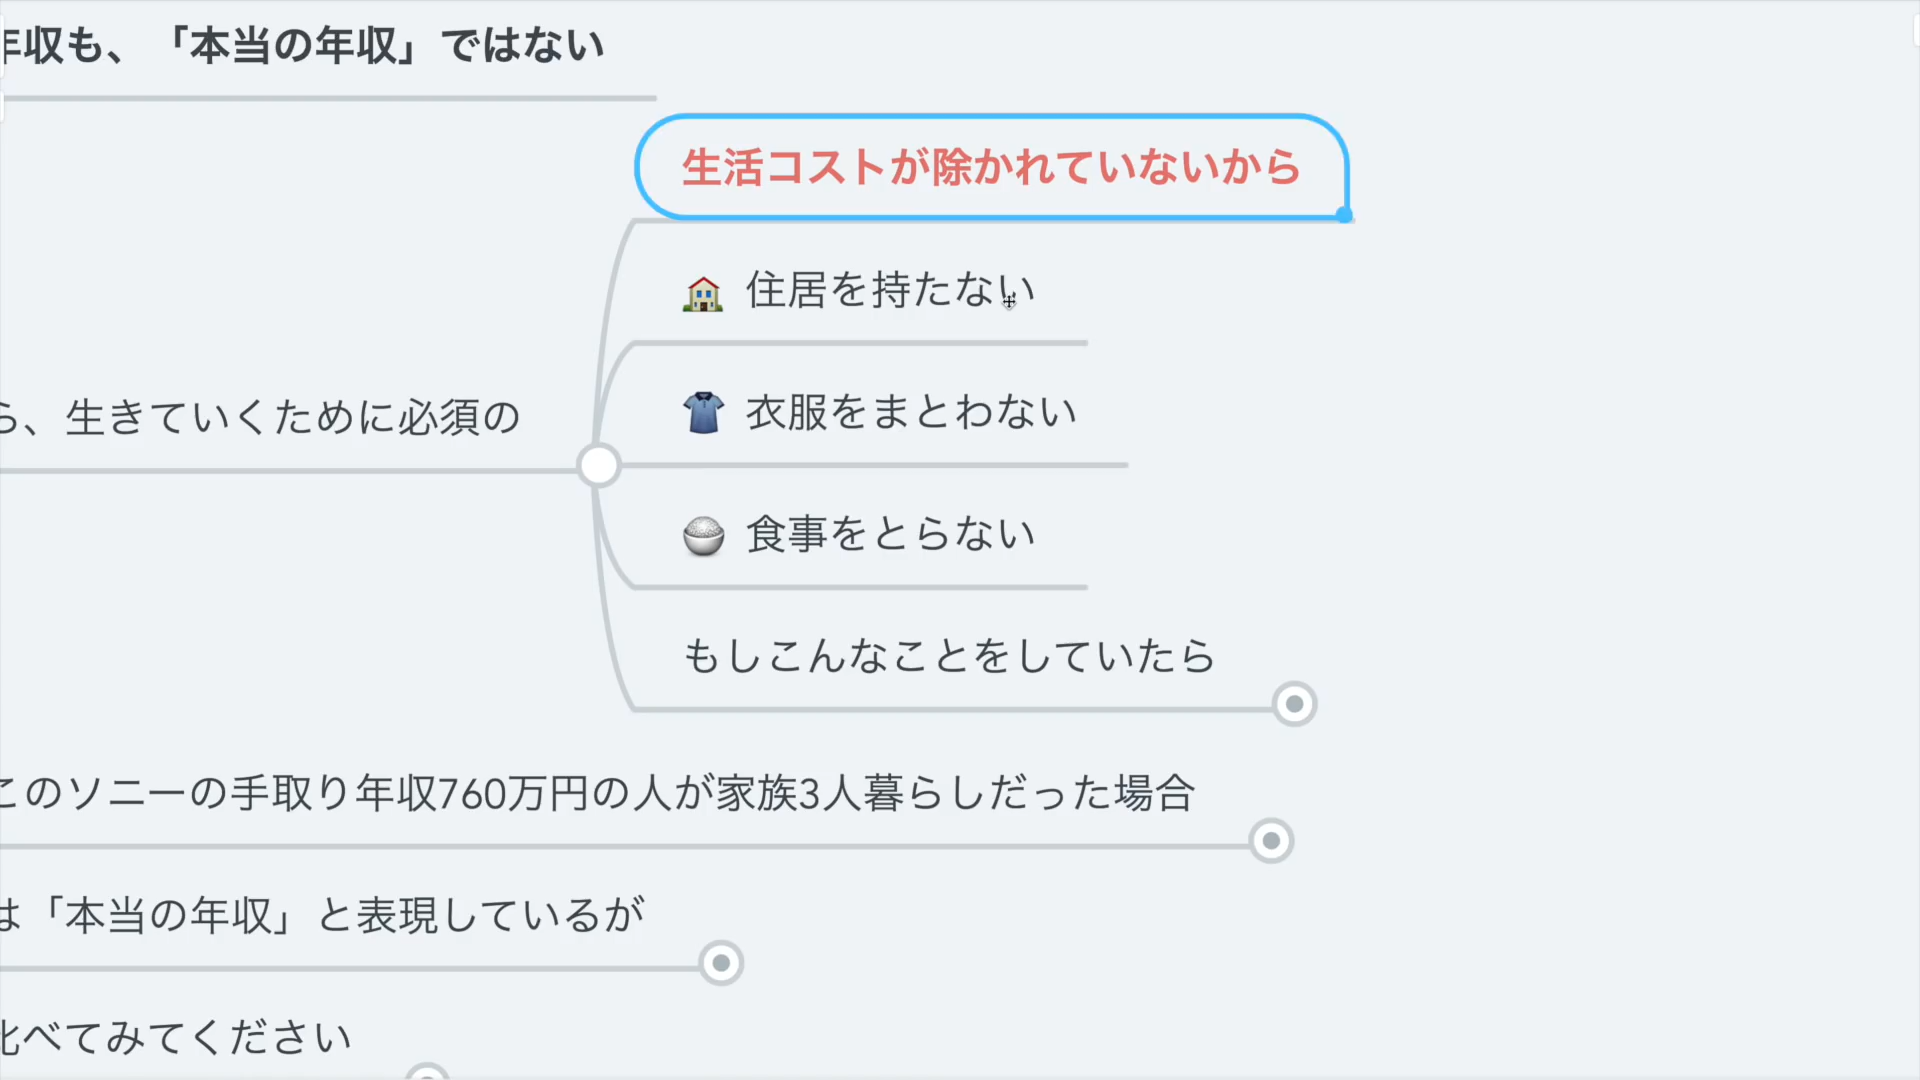 年収も、「本当の年収」ではない
生活コストが除かれていないから
住居を持たない
衣服をまとわない
ら、生きていくために必須の
食事をとらない
もしこんなことをしていたら
このソニーの手取り年収760万円の人が家族3人暮らしだった場合
は「本当の年収」と表現しているが
比べてみてください